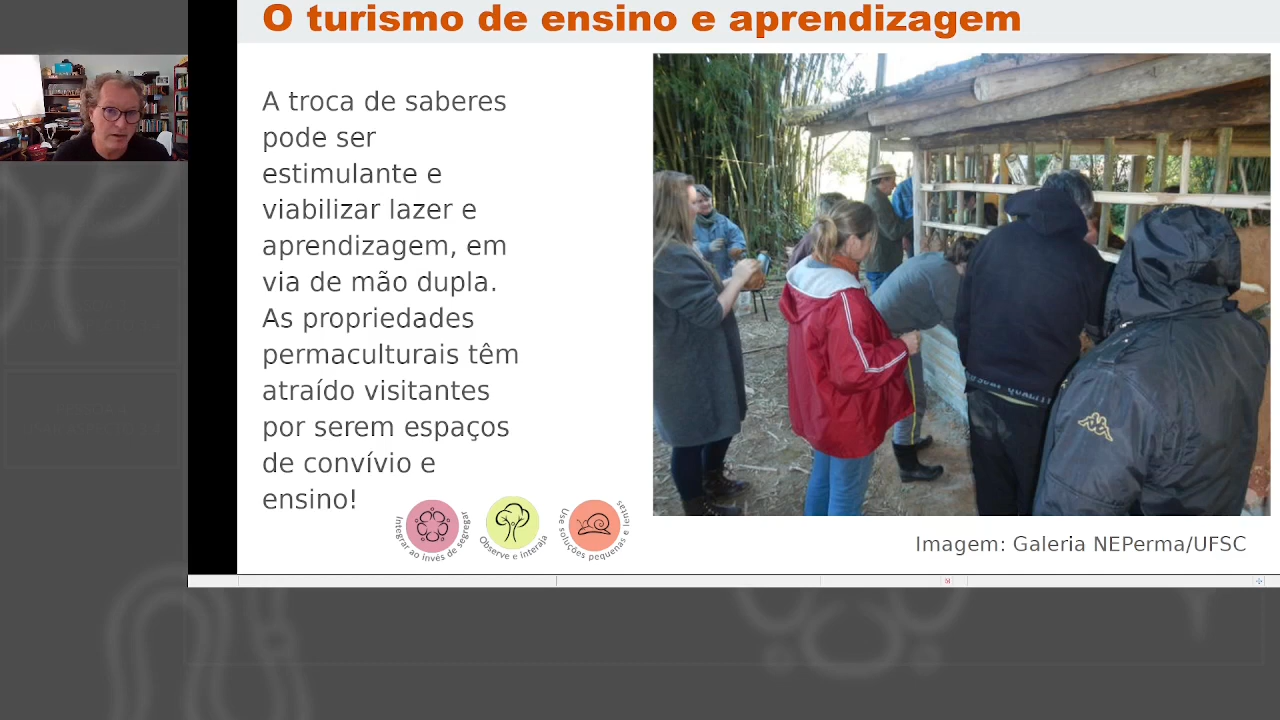 O turismo de ensino e aprendizagem
A troca de saberes
pode ser
estimulante e
viabilizar lazer e
aprendizagem, em
via de mão dupla.
As propriedades
permaculturais têm
atraído visitantes
por serem espaços
de convívio e
ensino!
Integrar ao invés de segregar
Observe e interaja
Use soluções pequenas e lentas
Imagem: Galeria NEPerma/UFSC